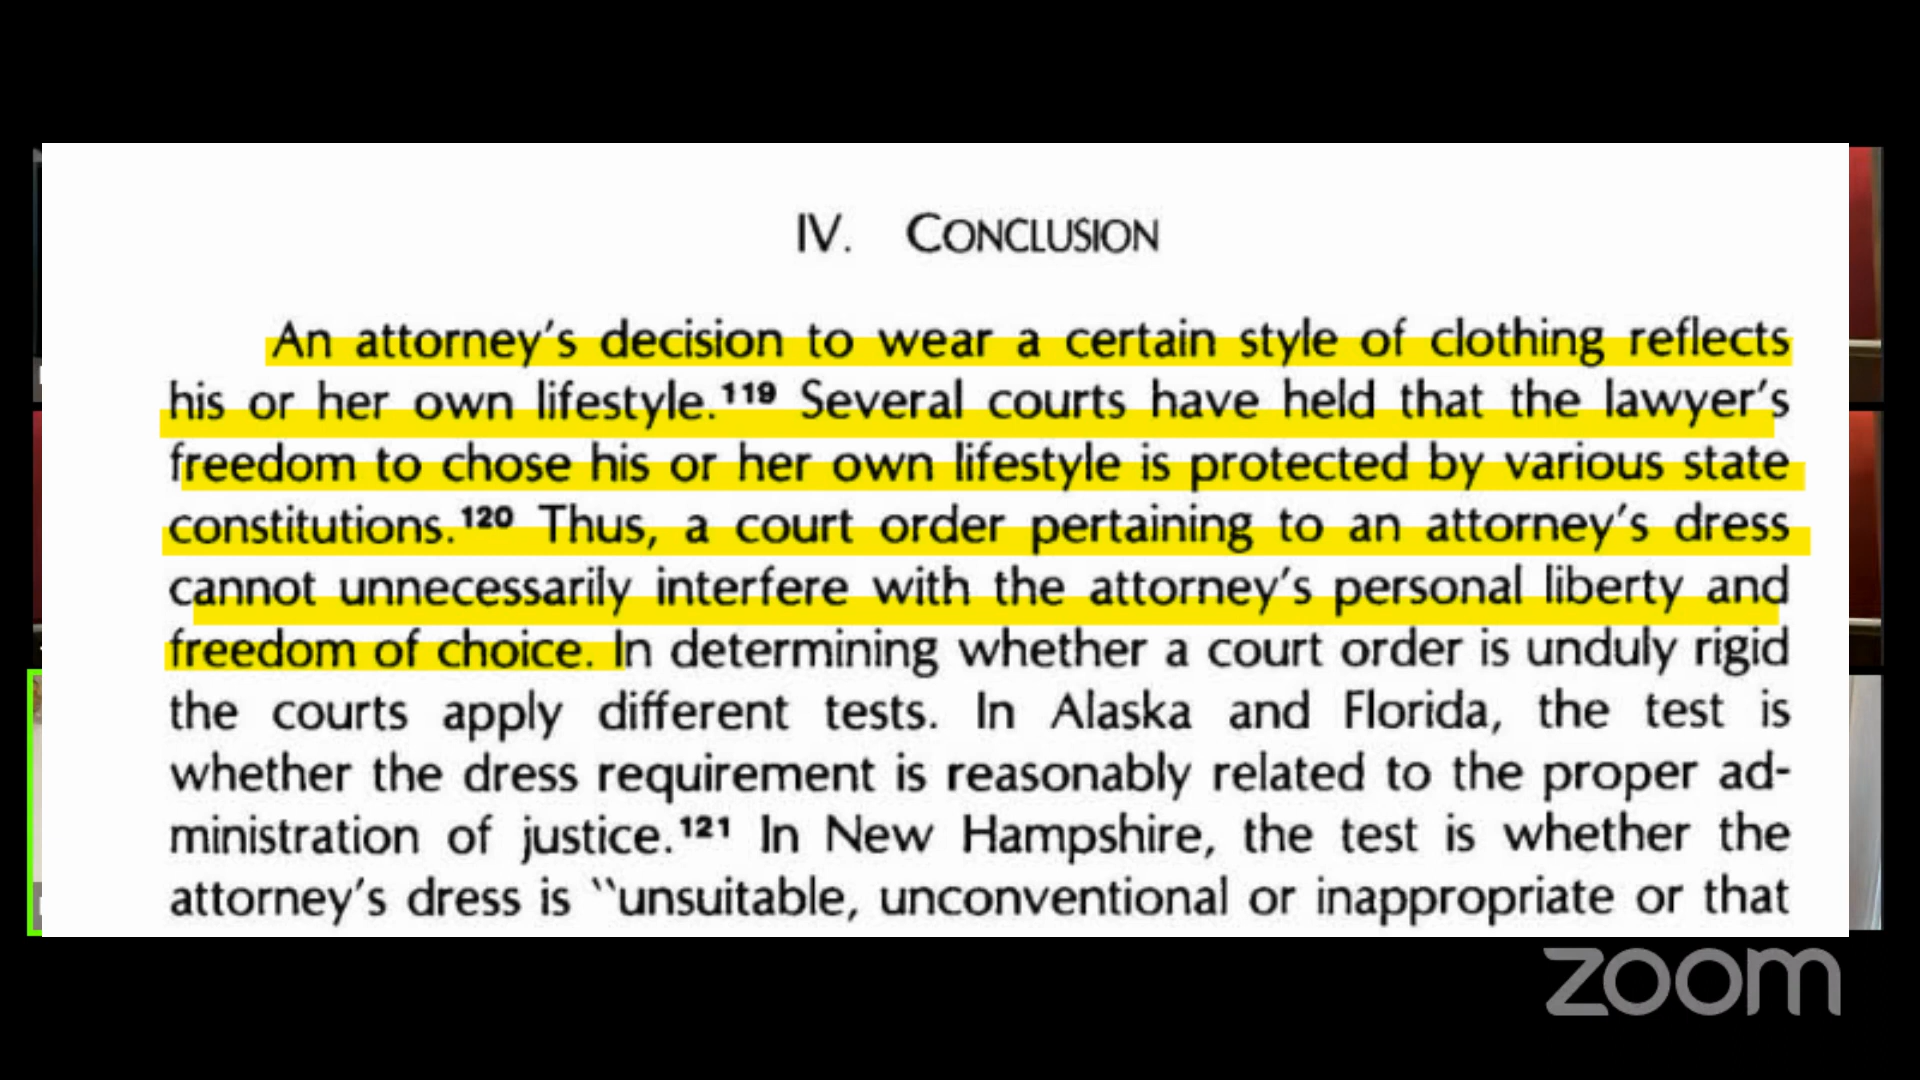 IV. CONCLUSION
An attorney's decision to wear a certain style of clothing reflects
his or her own lifestyle.¹¹⁹ Several courts have held that the lawyer's
freedom to chose his or her own lifestyle is protected by various state
constitutions.¹²⁰ Thus, a court order pertaining to an attorney's dress
cannot unnecessarily interfere with the attorney's personal liberty and
freedom of choice. In determining whether a court order is unduly rigid
the courts apply different tests. In Alaska and Florida, the test is
whether the dress requirement is reasonably related to the proper ad-
ministration of justice.¹²¹ In New Hampshire, the test is whether the
attorney's dress is "unsuitable, unconventional or inappropriate or that
zoom